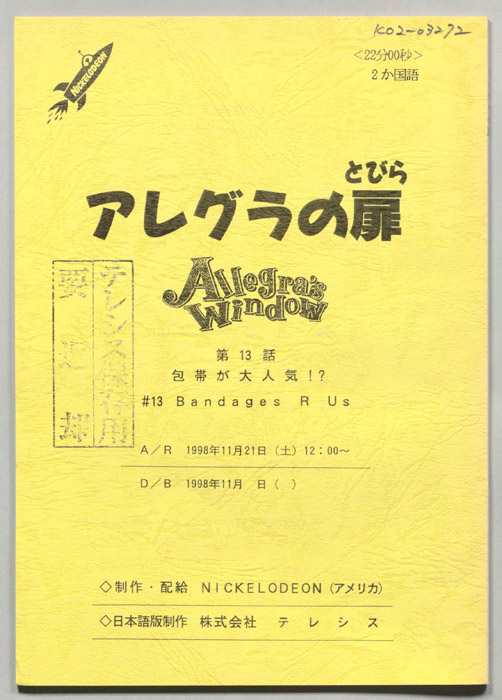 K02-03292
NICKELODEON
<22分00秒>
2か国語
とびら
アレグラの扉
Allegra's
Window
テレシス保存用
要返却
第13話
包帯が大人気!?
#13 Bandages R Us
A/R 1998年11月21日(土)12:00~
D/B 1998年11月 日( )
◇制作・配給 NICKELODEON(アメリカ)
◇日本語版制作 株式会社 テレシス